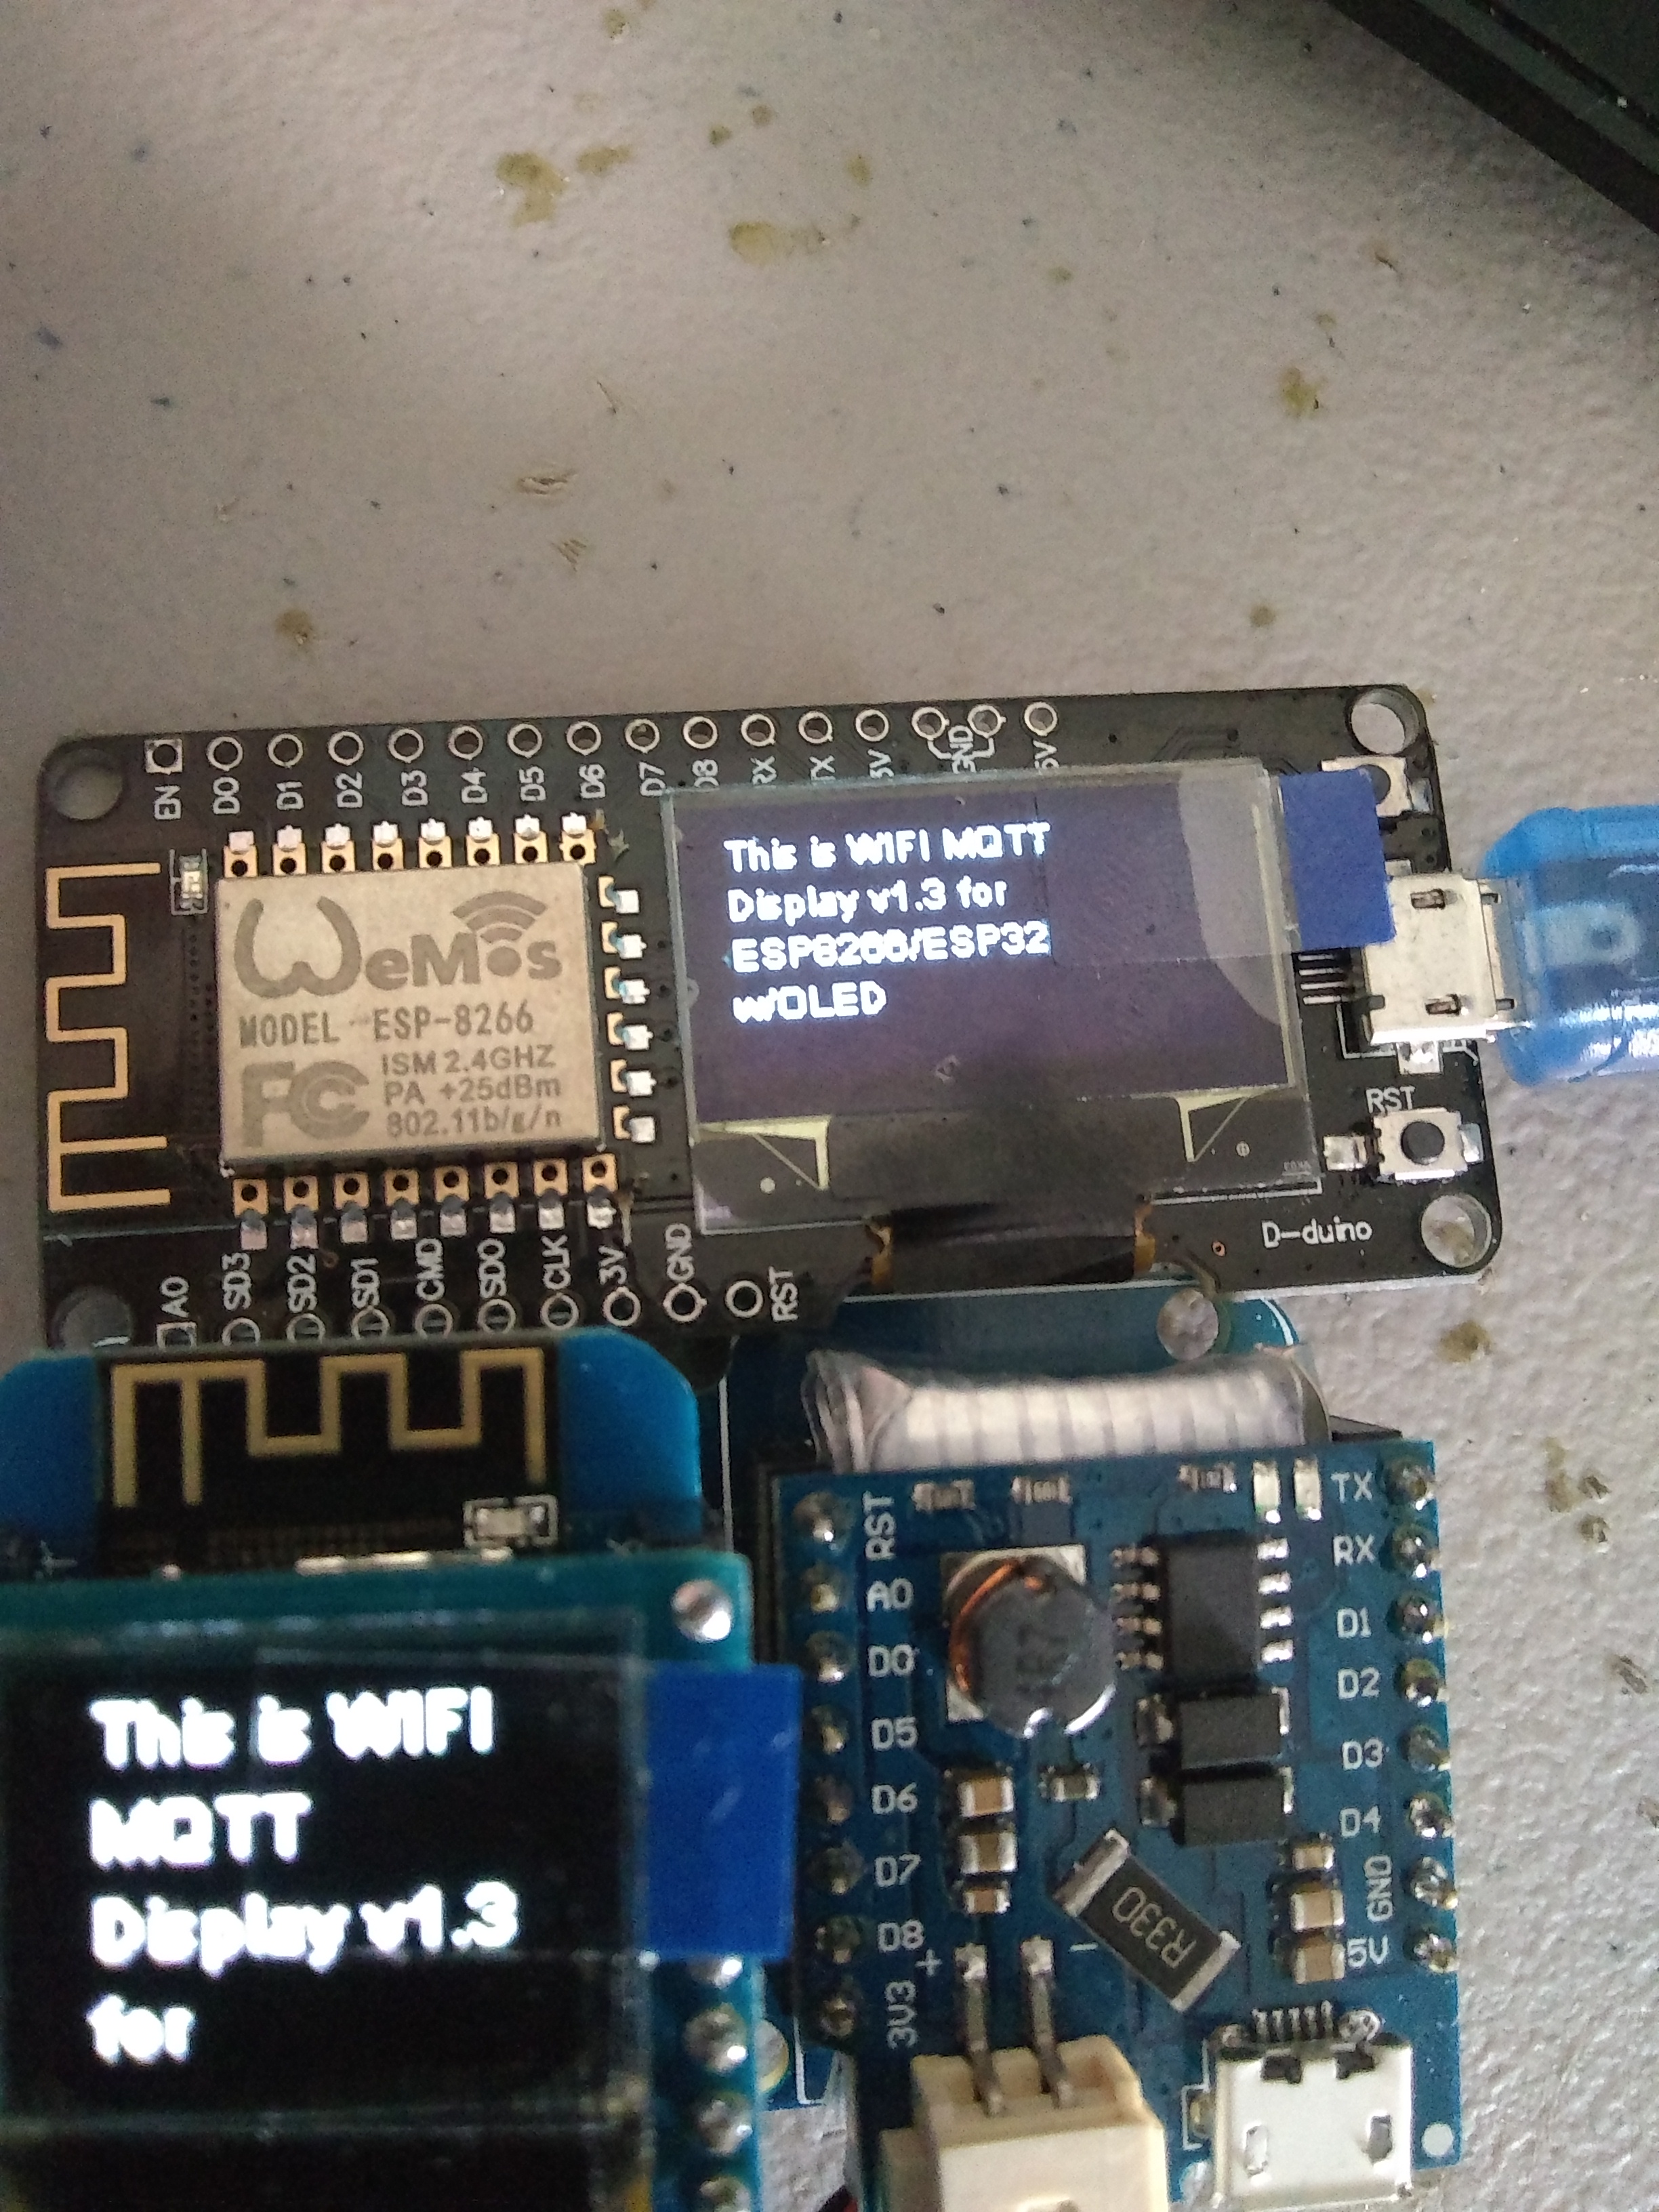 EN D0 D1 D2 D3 D4 D5 D6 D7 D8 RX TX 3V GND 5V
WeMos
MODEL ESP-8266
FC ISM 2.4GHZ
PA +25dBm
802.11b/g/n
This is WIFI MQTT
Display v1.3 for
ESP8266/ESP32
w/OLED
RST
D-duino
A0 SD3 SD2 SD1 CMD SD0 CLK 3V GND RST
This is WIFI
MQTT
Display v1.3
for
RST
A0
D0
D5
D6
D7
D8
3V3
+
-
R330
TX
RX
D1
D2
D3
D4
GND
5V